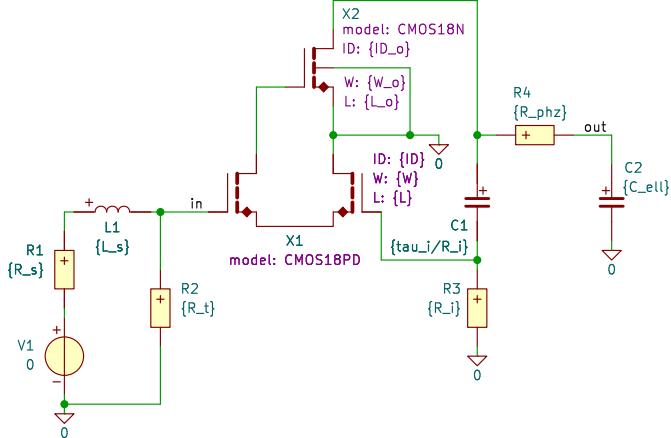 X2
model: CMOS18N
ID: {ID_o}
W: {W_o}
L: {L_o}
0
R4
{R_phz}
out
C2
{C_ell}
0
ID: {ID}
W: {W}
L: {L}
in
X1
model: CMOS18PD
C1
{tau_i/R_i}
L1
{L_s}
R1
{R_s}
R2
{R_t}
R3
{R_i}
0
V1
0
0